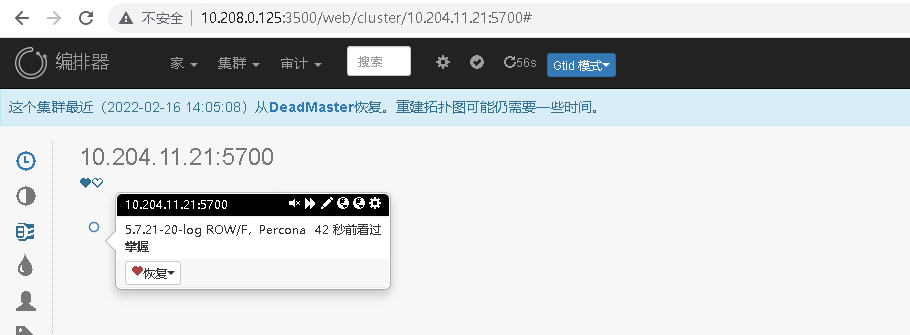 不安全 | 10.208.0.125:3500/web/cluster/10.204.11.21:5700#
编排器 家 集群 审计 搜索 56s Gtid 模式
这个集群最近（2022-02-16 14:05:08）从DeadMaster恢复。重建拓扑图可能仍需要一些时间。
10.204.11.21:5700
10.204.11.21:5700
5.7.21-20-log ROW/F，Percona 42 秒前看过
掌握
恢复